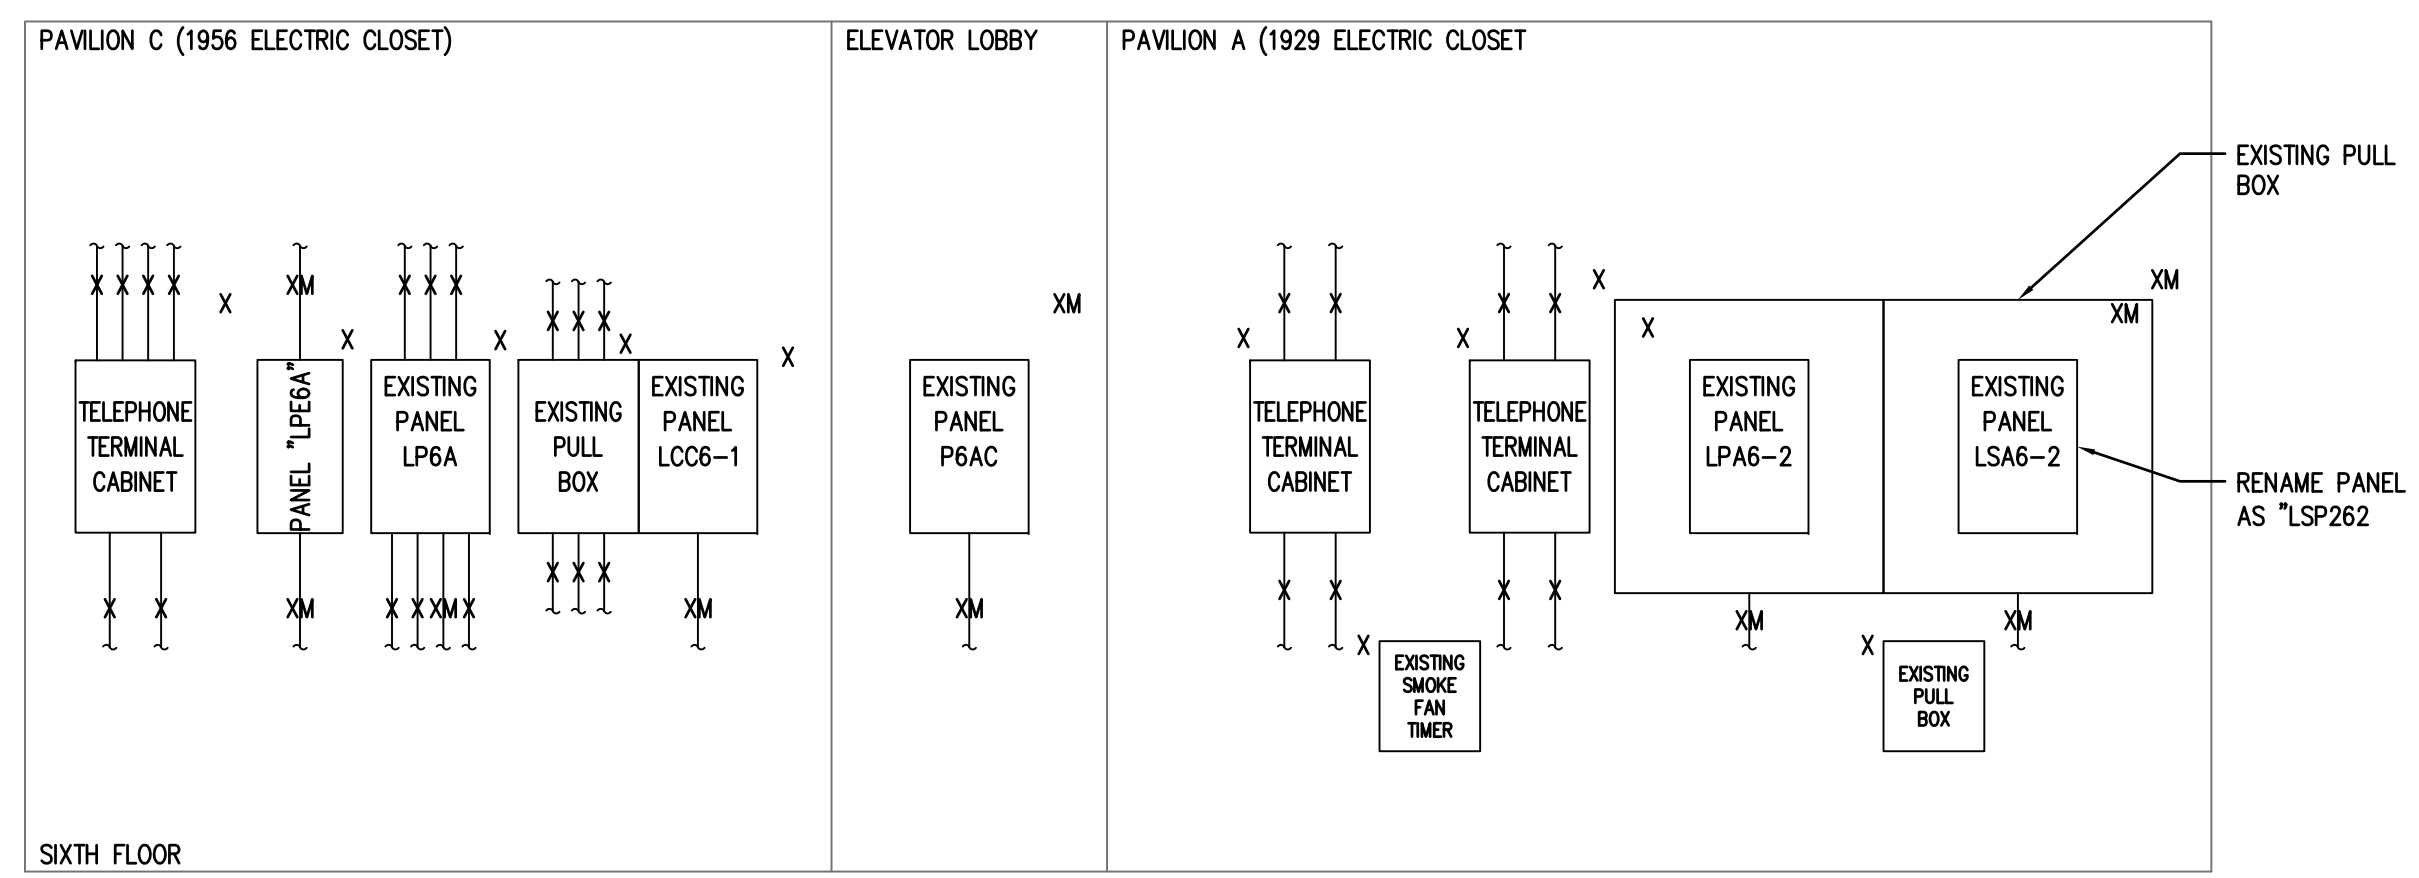 PAVILION C (1956 ELECTRIC CLOSET)
ELEVATOR LOBBY
PAVILION A (1929 ELECTRIC CLOSET
EXISTING PULL
BOX
X X X X
X
XM
X
X X X
X
X X X
X
X
XM
X X
X
X X
X
X
X
XM
XM
TELEPHONE
TERMINAL
CABINET
PANEL "LPE6A"
EXISTING
PANEL
LP6A
EXISTING
PULL
BOX
EXISTING
PANEL
LCC6-1
EXISTING
PANEL
P6AC
TELEPHONE
TERMINAL
CABINET
TELEPHONE
TERMINAL
CABINET
EXISTING
PANEL
LPA6-2
EXISTING
PANEL
LSA6-2
RENAME PANEL
AS "LSP262
X X
XM
X X XM X
X X X
XM
XM
X X
X X
XM
XM
X
EXISTING
SMOKE
FAN
TIMER
X
EXISTING
PULL
BOX
SIXTH FLOOR